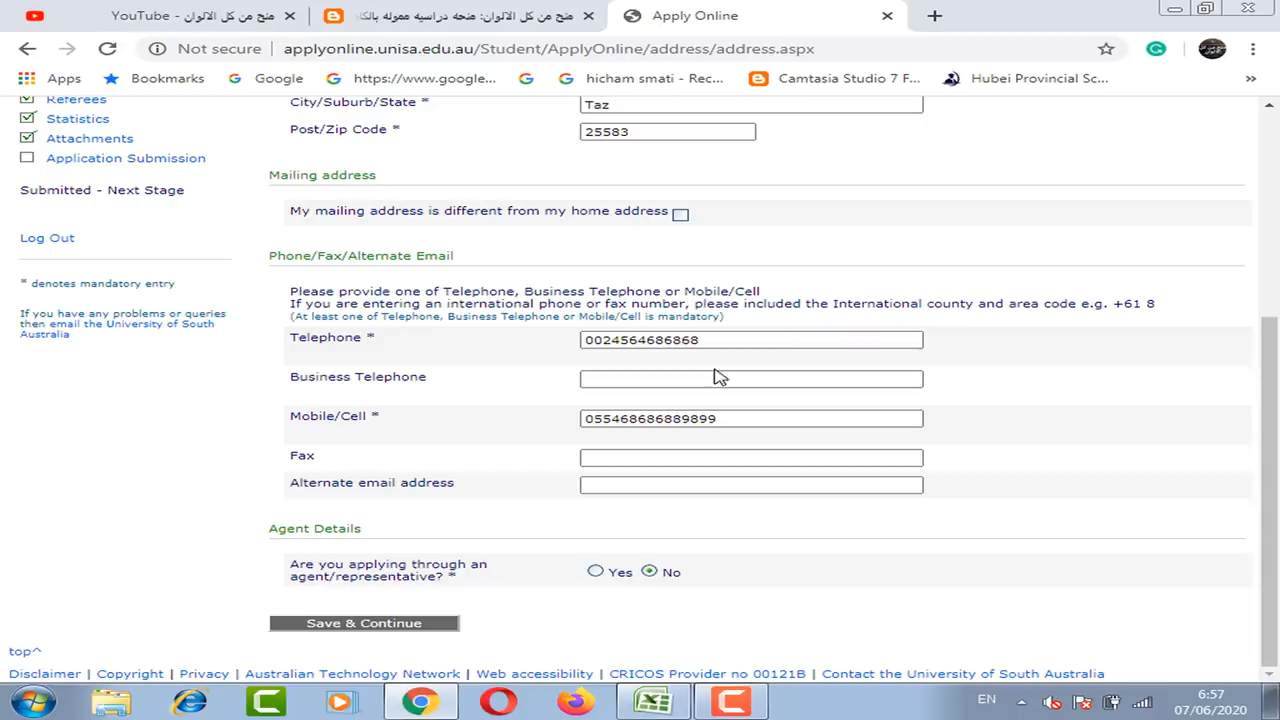 YouTube - منح من كل الالوان
منح من كل الالوان: منحه دراسيه مموله بالكا
Apply Online
Not secure | applyonline.unisa.edu.au/Student/ApplyOnline/address/address.aspx
Apps
Bookmarks
Google
https://www.google...
hicham smati - Rec...
Camtasia Studio 7 F...
Hubei Provincial Sc...
»
Referees
Statistics
Attachments
Application Submission
Submitted - Next Stage
Log Out
* denotes mandatory entry
If you have any problems or queries
then email the University of South
Australia
City/Suburb/State *
Taz
Post/Zip Code *
25583
Mailing address
My mailing address is different from my home address
Phone/Fax/Alternate Email
Please provide one of Telephone, Business Telephone or Mobile/Cell
If you are entering an international phone or fax number, please included the International county and area code e.g. +61 8
(At least one of Telephone, Business Telephone or Mobile/Cell is mandatory)
Telephone *
0024564686868
Business Telephone
Mobile/Cell *
055468686889899
Fax
Alternate email address
Agent Details
Are you applying through an
agent/representative? *
Yes
No
Save & Continue
top^
Disclaimer | Copyright | Privacy | Australian Technology Network | Web accessibility | CRICOS Provider no 00121B | Contact the University of South Australia
EN
6:57
07/06/2020